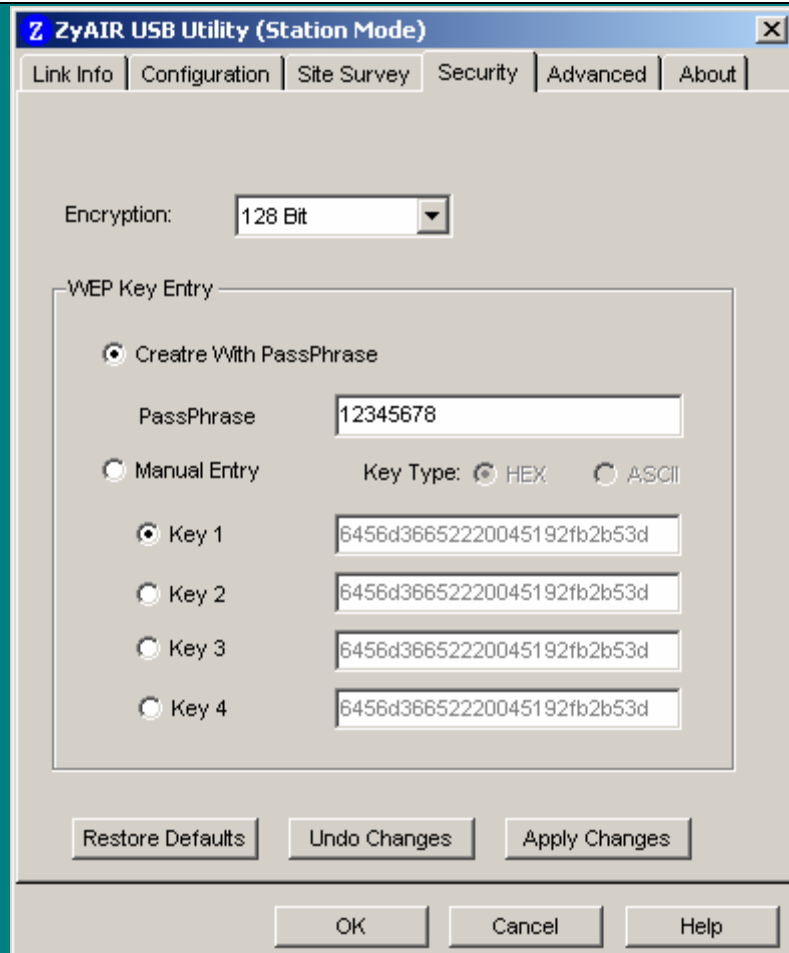 Z ZyAIR USB Utility (Station Mode)
Link Info Configuration Site Survey Security Advanced About
Encryption: 128 Bit
WEP Key Entry
Creatre With PassPhrase
PassPhrase 12345678
Manual Entry Key Type: HEX ASCII
Key 1 6456d36652220045192fb2b53d
Key 2 6456d36652220045192fb2b53d
Key 3 6456d36652220045192fb2b53d
Key 4 6456d36652220045192fb2b53d
Restore Defaults Undo Changes Apply Changes
OK Cancel Help